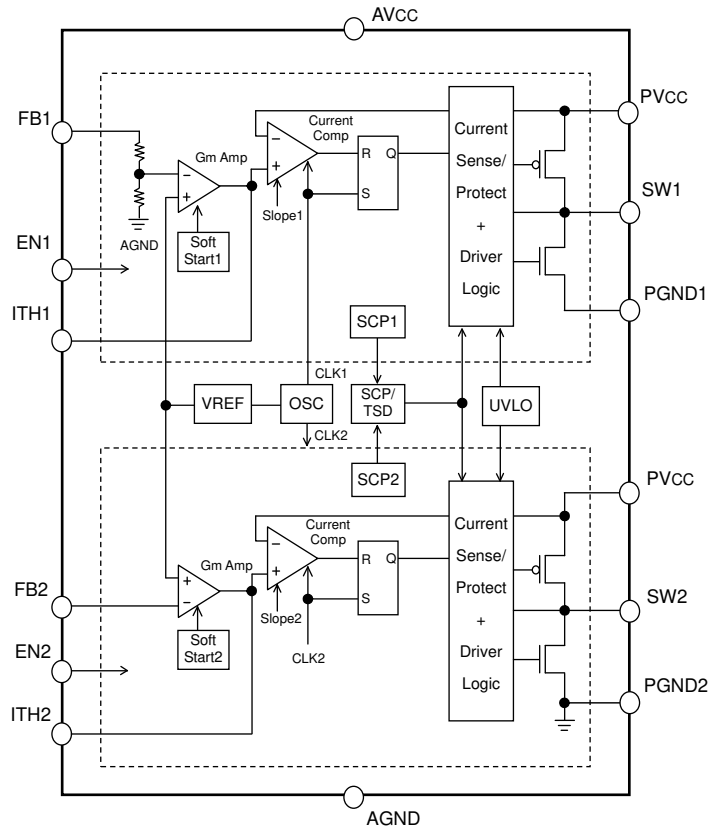 AVCC
FB1
EN1
ITH1
PVCC
SW1
PGND1
AGND
Gm Amp
−
+
Soft
Start1
Current
Comp
−
+
Slope1
R
Q
S
Current
Sense/
Protect
+
Driver
Logic
SCP1
VREF
OSC
CLK1
CLK2
SCP/
TSD
UVLO
SCP2
FB2
EN2
ITH2
PVCC
SW2
PGND2
Gm Amp
+
−
Soft
Start2
Current
Comp
−
+
Slope2
CLK2
R
Q
S
Current
Sense/
Protect
+
Driver
Logic
AGND